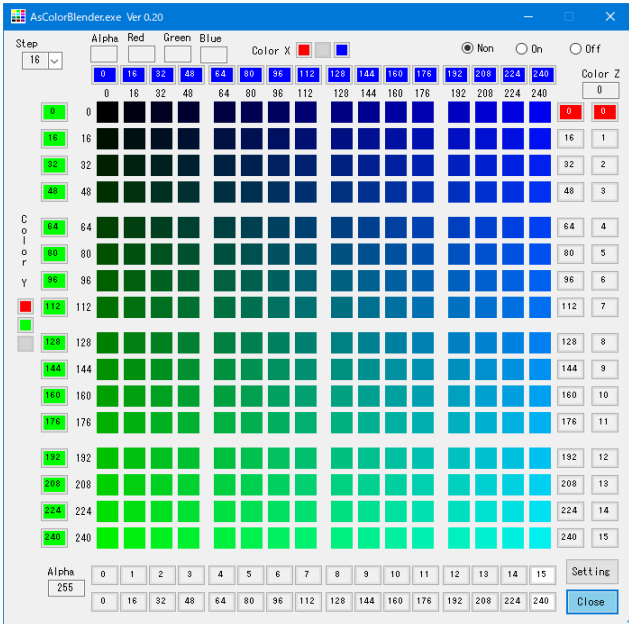 AsColorBlender.exe Ver 0.20
Step Alpha Red Green Blue Color X Non On Off
16
0 16 32 48 64 80 96 112 128 144 160 176 192 208 224 240 Color Z
0 16 32 48 64 80 96 112 128 144 160 176 192 208 224 240 0
0 0 0 0
16 16 16 1
32 32 32 2
48 48 48 3
Color Y
64 64 64 4
80 80 80 5
96 96 96 6
112 112 112 7
128 128 128 8
144 144 144 9
160 160 160 10
176 176 176 11
192 192 192 12
208 208 208 13
224 224 224 14
240 240 240 15
Alpha 0 1 2 3 4 5 6 7 8 9 10 11 12 13 14 15 Setting
255
0 16 32 48 64 80 96 112 128 144 160 176 192 208 224 240 Close